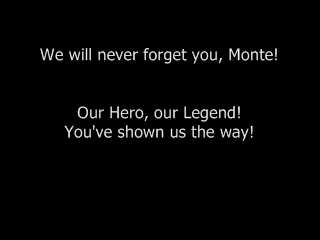 We will never forget you, Monte!
Our Hero, our Legend!
You've shown us the way!